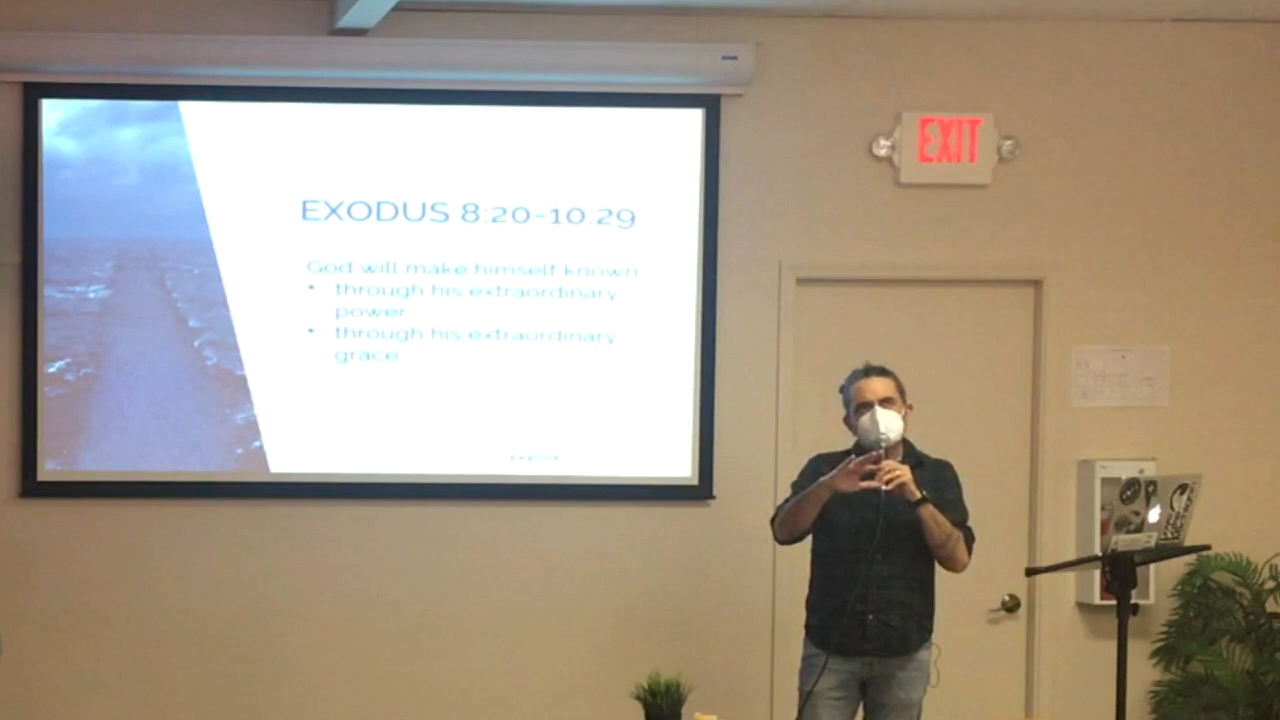 EXODUS 8:20-10:29
God will make himself known
• through his extraordinary
power
• through his extraordinary
grace
EXIT